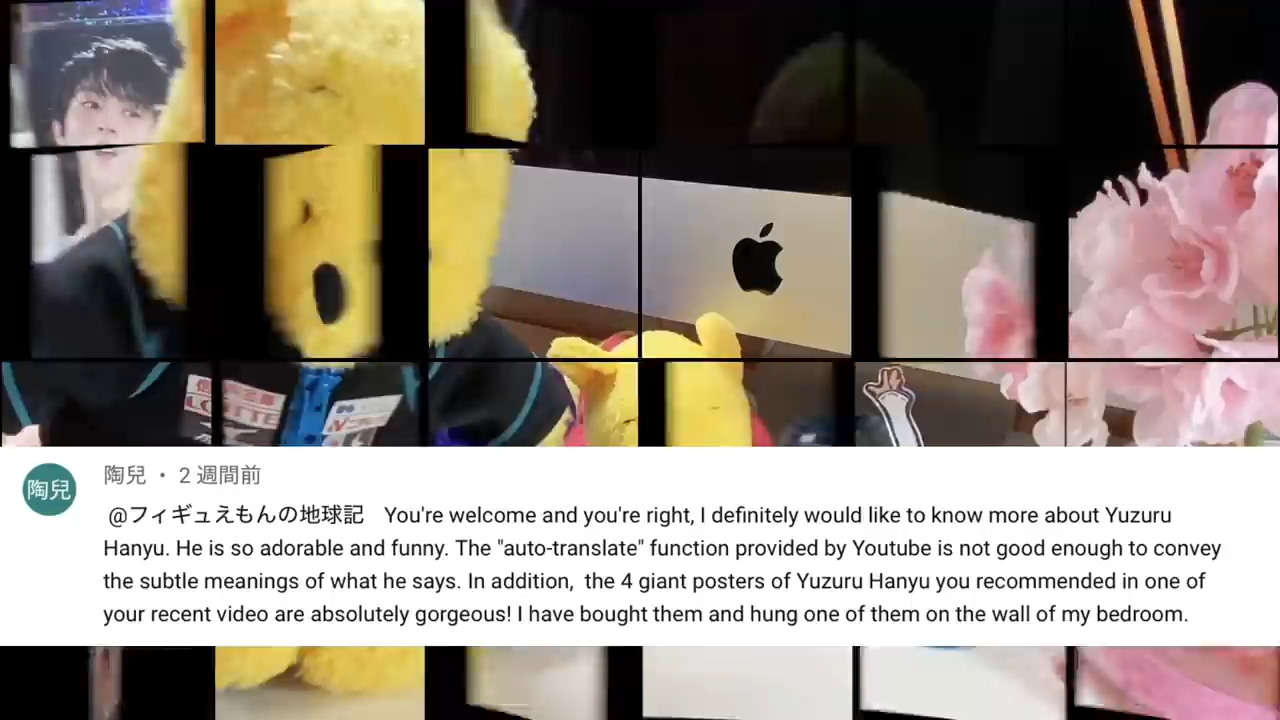 陶兒
陶兒 ・ 2 週間前
@フィギュえもんの地球記 You're welcome and you're right, I definitely would like to know more about Yuzuru
Hanyu. He is so adorable and funny. The "auto-translate" function provided by Youtube is not good enough to convey
the subtle meanings of what he says. In addition, the 4 giant posters of Yuzuru Hanyu you recommended in one of
your recent video are absolutely gorgeous! I have bought them and hung one of them on the wall of my bedroom.
LOTTE